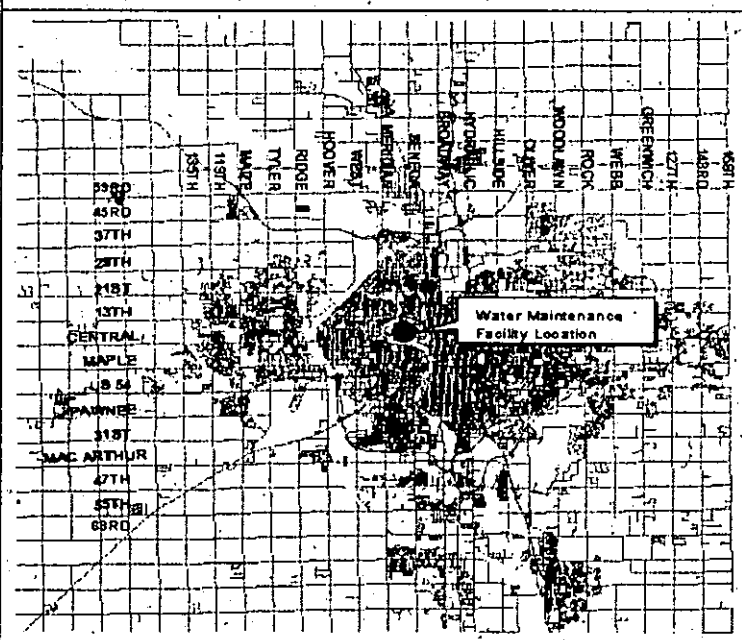 135TH
119TH
MAIZE
TYLER
RIDGE
HOOVER
WEST
MERIDIAN
SENECA
BROADWAY
HYDRAULIC
HILLSIDE
OLIVER
WOODLAWN
ROCK
WEBB
GREENWICH
127TH
143RD
159TH
53RD
45RD
37TH
29TH
21ST
13TH
CENTRAL
MAPLE
US 54
PAWNEE
31ST
MAC ARTHUR
47TH
55TH
63RD
Water Maintenance
Facility Location